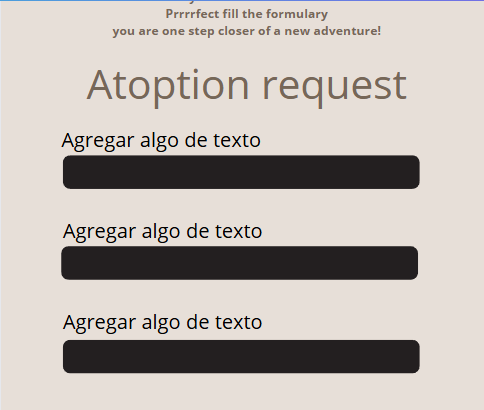 Prrrrfect fill the formulary
you are one step closer of a new adventure!
Atoption request
Agregar algo de texto
Agregar algo de texto
Agregar algo de texto